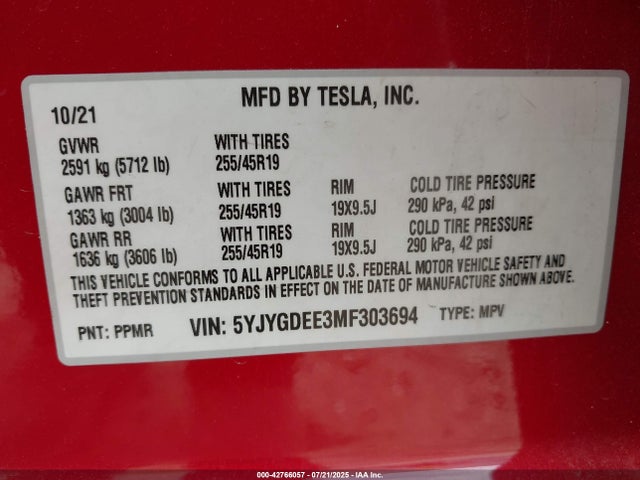 MFD BY TESLA, INC.
10/21
GVWR WITH TIRES
2591 kg (5712 lb) 255/45R19
GAWR FRT WITH TIRES RIM COLD TIRE PRESSURE
1363 kg (3004 lb) 255/45R19 19X9.5J 290 kPa, 42 psi
GAWR RR WITH TIRES RIM COLD TIRE PRESSURE
1636 kg (3606 lb) 255/45R19 19X9.5J 290 kPa, 42 psi
THIS VEHICLE CONFORMS TO ALL APPLICABLE U.S. FEDERAL MOTOR VEHICLE SAFETY AND
THEFT PREVENTION STANDARDS IN EFFECT ON THE DATE OF MANUFACTURE SHOWN ABOVE.
PNT: PPMR VIN: 5YJYGDEE3MF303694 TYPE: MPV
000-42766057 - 07/21/2025 - IAA Inc.